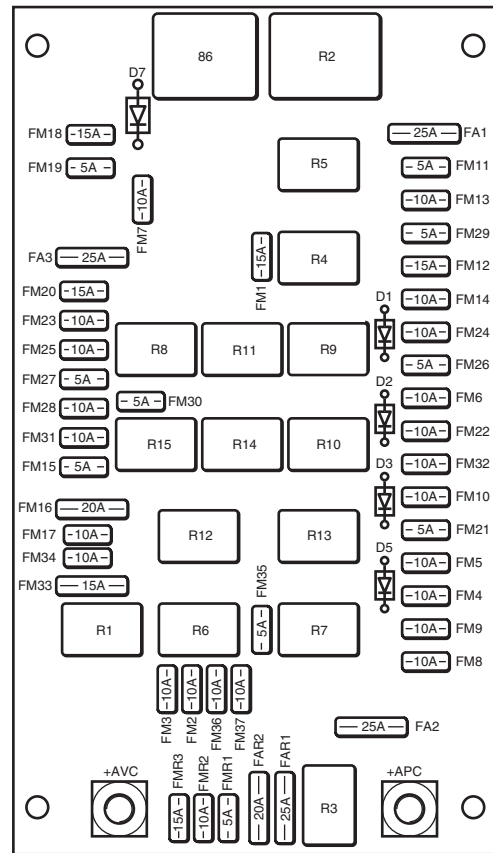 86
R2
D7
FM18
-15A-
25A
FA1
FM19
- 5A -
- 5A -
FM11
R5
-10A-
FM7
-10A-
FM13
- 5A -
FM29
FA3
25A
-15A-
FM1
R4
-15A-
FM12
FM20
-15A-
D1
-10A-
FM14
FM23
-10A-
R8
R11
R9
-10A-
FM24
FM25
-10A-
- 5A -
FM26
FM27
- 5A -
D2
-10A-
FM6
FM28
-10A-
- 5A -
FM30
FM31
-10A-
R15
R14
R10
-10A-
FM22
FM15
- 5A -
D3
-10A-
FM32
FM16
20A
-10A-
FM10
FM17
-10A-
R12
R13
- 5A -
FM21
FM34
-10A-
D5
-10A-
FM5
FM33
15A
FM35
- 5A -
-10A-
FM4
R1
R6
R7
-10A-
FM9
-10A-
FM8
-10A-
FM3
-10A-
FM2
-10A-
FM36
-10A-
FM37
25A
FA2
+AVC
FMR3
-15A-
FMR2
-10A-
FMR1
- 5A -
FAR2
20A
FAR1
25A
R3
+APC